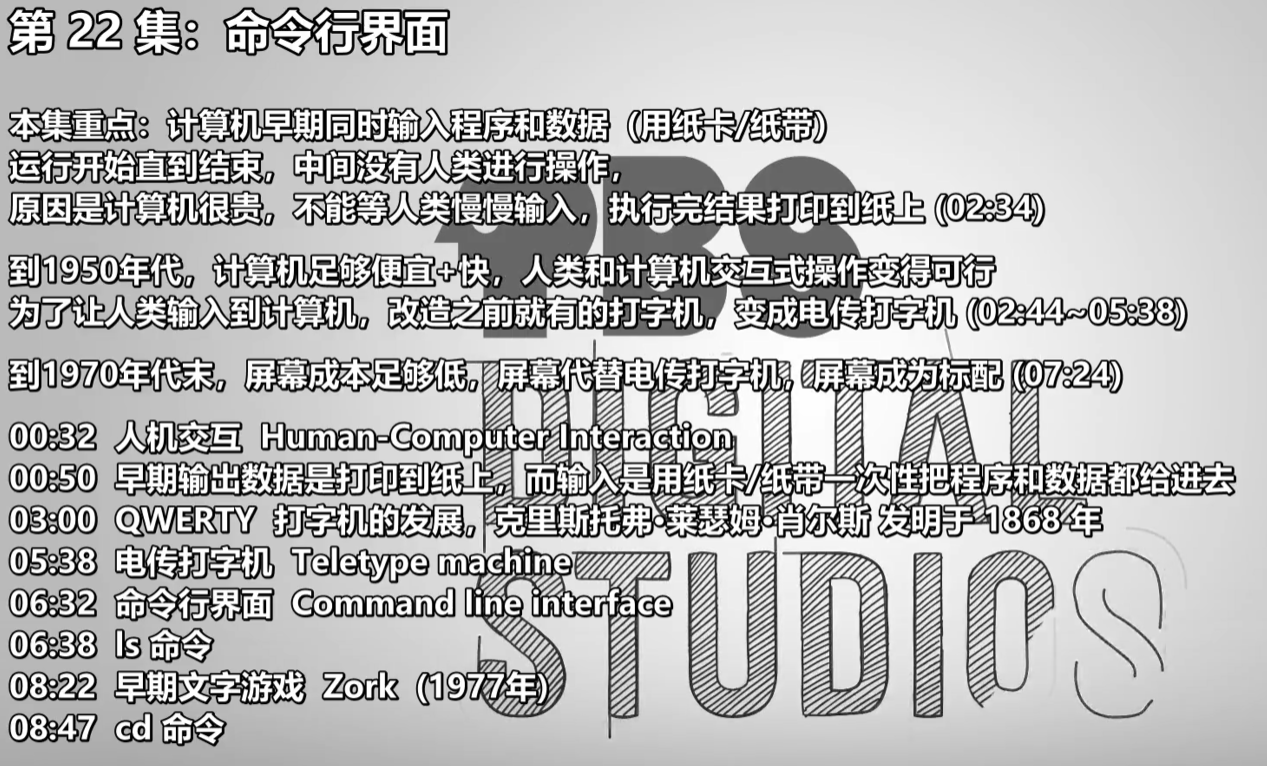 第 22 集：命令行界面
本集重点：计算机早期同时输入程序和数据（用纸卡/纸带）
运行开始直到结束，中间没有人类进行操作，
原因是计算机很贵，不能等人类慢慢输入，执行完结果打印到纸上 (02:34)
到1950年代，计算机足够便宜+快，人类和计算机交互式操作变得可行
为了让人类输入到计算机，改造之前就有的打字机，变成电传打字机 (02:44~05:38)
到1970年代末，屏幕成本足够低，屏幕代替电传打字机，屏幕成为标配 (07:24)
00:32 人机交互 Human-Computer Interaction
00:50 早期输出数据是打印到纸上，而输入是用纸卡/纸带一次性把程序和数据都给进去
03:00 QWERTY 打字机的发展，克里斯托弗·莱瑟姆·肖尔斯 发明于 1868 年
05:38 电传打字机 Teletype machine
06:32 命令行界面 Command line interface
06:38 ls 命令
08:22 早期文字游戏 Zork（1977年）
08:47 cd 命令
PBS
DIGITAL
STUDIOS